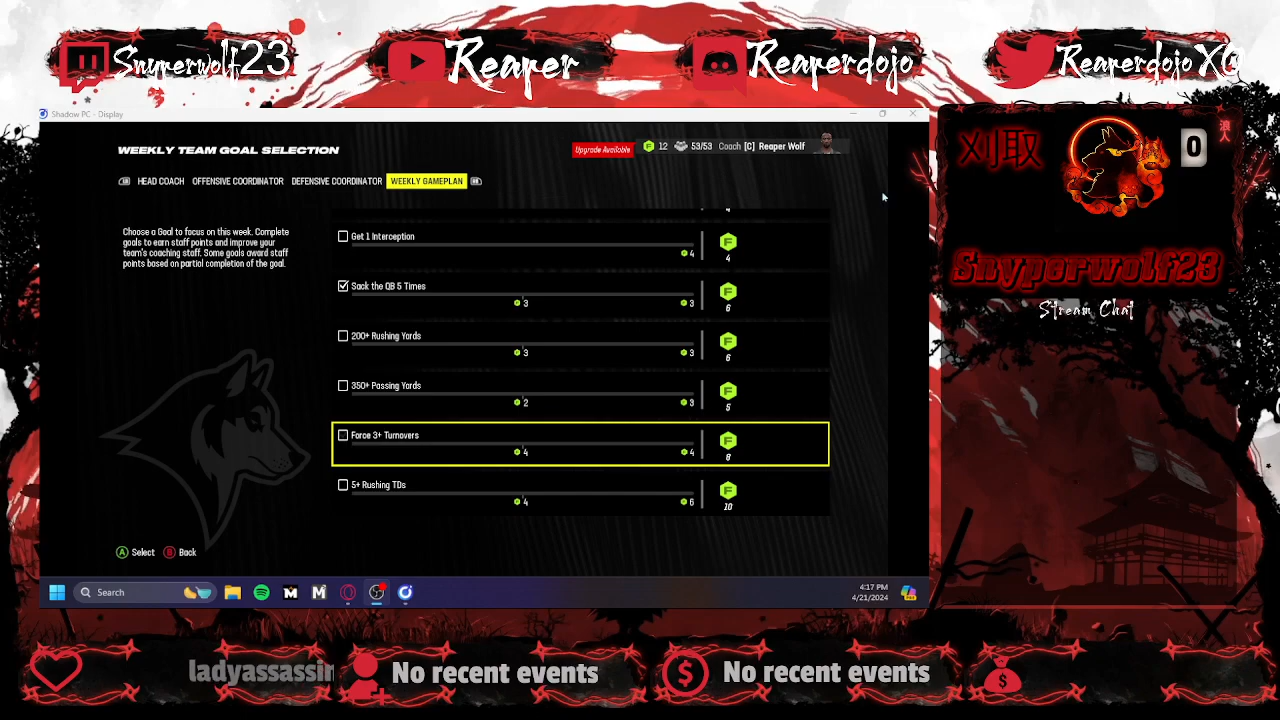 Snyperwolf23
Reaper
Reaperdojo
Reaperdojo XG
Shadow PC - Display
WEEKLY TEAM GOAL SELECTION
Upgrade Available
12
53/53
Coach [C] Reaper Wolf
HEAD COACH
OFFENSIVE COORDINATOR
DEFENSIVE COORDINATOR
WEEKLY GAMEPLAN
Choose a Goal to focus on this week. Complete
goals to earn staff points and improve your
team's coaching staff. Some goals award staff
points based on partial completion of the goal.
Get 1 Interception
4
F
4
Sack the QB 5 Times
3
3
F
6
200+ Rushing Yards
3
3
F
6
350+ Passing Yards
2
3
F
5
Force 3+ Turnovers
4
4
F
8
5+ Rushing TDs
4
6
F
10
A Select
B Back
Search
4:17 PM
4/21/2024
刈取
0
浪人
Snyperwolf23
Stream Chat
ladyassassin
No recent events
$
No recent events
$